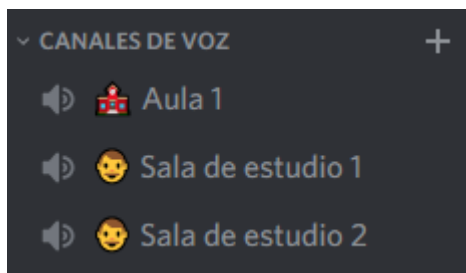 CANALES DE VOZ
Aula 1
Sala de estudio 1
Sala de estudio 2